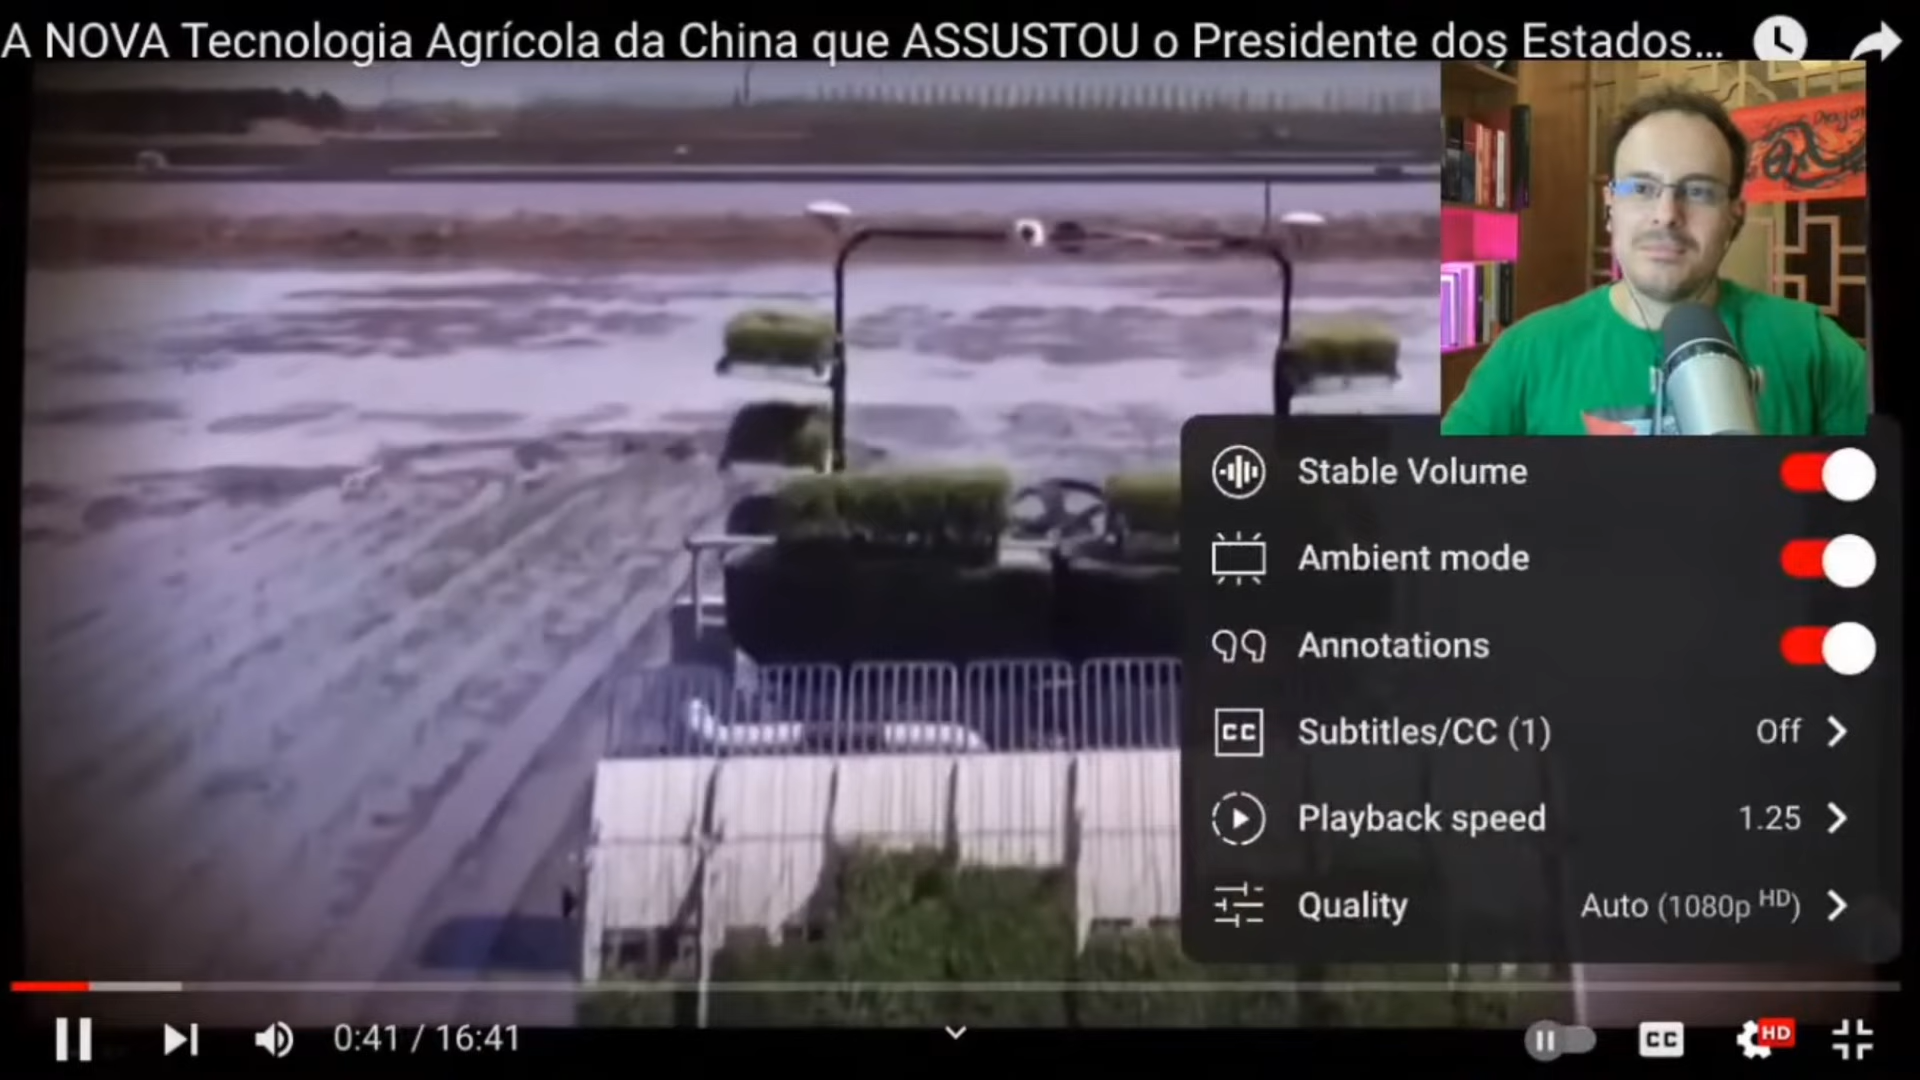 A NOVA Tecnologia Agrícola da China que ASSUSTOU o Presidente dos Estados...
Stable Volume
Ambient mode
Annotations
Subtitles/CC (1) Off
Playback speed 1.25
Quality Auto (1080p HD)
0:41 / 16:41
CC
HD